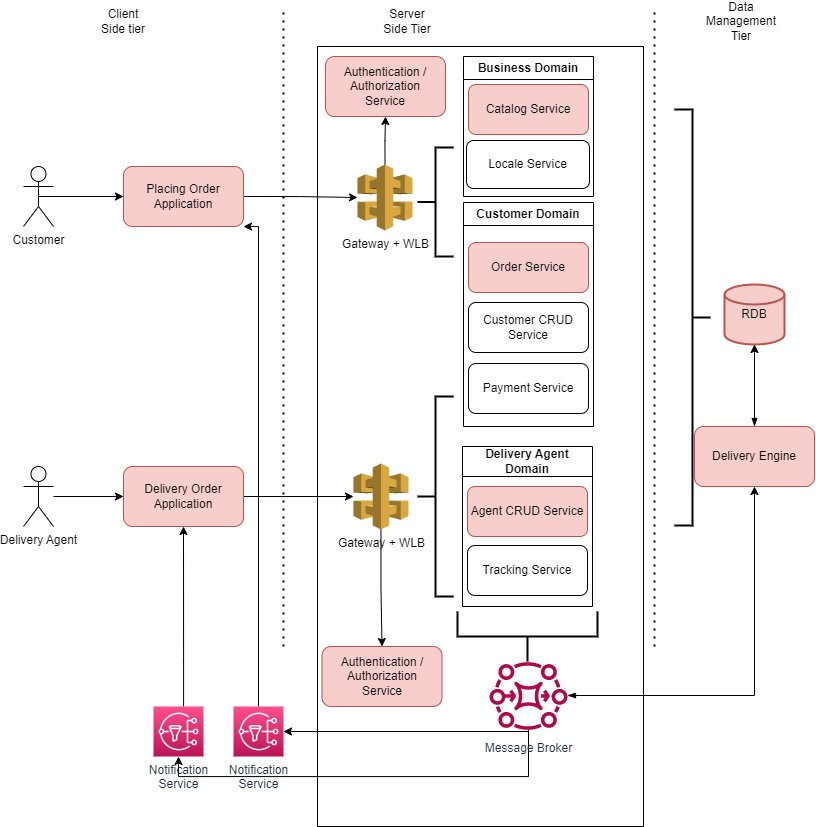 Client
Side tier
Server
Side Tier
Data
Management
Tier
Authentication /
Authorization
Service
Business Domain
Catalog Service
Locale Service
Placing Order
Application
Customer
Gateway + WLB
Customer Domain
Order Service
Customer CRUD
Service
Payment Service
RDB
Delivery Engine
Delivery Agent
Domain
Agent CRUD Service
Tracking Service
Delivery Order
Application
Delivery Agent
Gateway + WLB
Authentication /
Authorization
Service
Message Broker
Notification
Service
Notification
Service